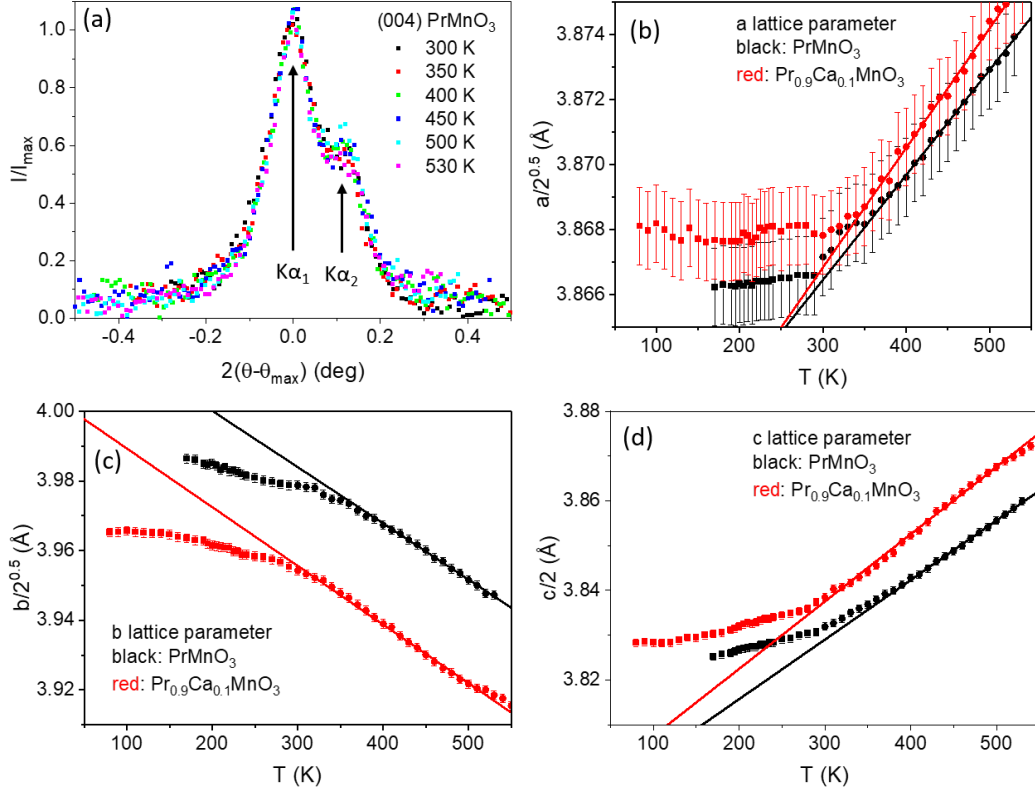 (a)
(004) PrMnO3
300 K
350 K
400 K
450 K
500 K
530 K
Kα1
Kα2
I/Imax
1.0
0.8
0.6
0.4
0.2
0.0
-0.4 -0.2 0.0 0.2 0.4
2(θ-θmax) (deg)
(b)
a lattice parameter
black: PrMnO3
red: Pr0.9Ca0.1MnO3
a/2^0.5 (Å)
3.874
3.872
3.870
3.868
3.866
100 200 300 400 500
T (K)
(c)
b lattice parameter
black: PrMnO3
red: Pr0.9Ca0.1MnO3
b/2^0.5 (Å)
4.00
3.98
3.96
3.94
3.92
100 200 300 400 500
T (K)
(d)
c lattice parameter
black: PrMnO3
red: Pr0.9Ca0.1MnO3
c/2 (Å)
3.88
3.86
3.84
3.82
100 200 300 400 500
T (K)